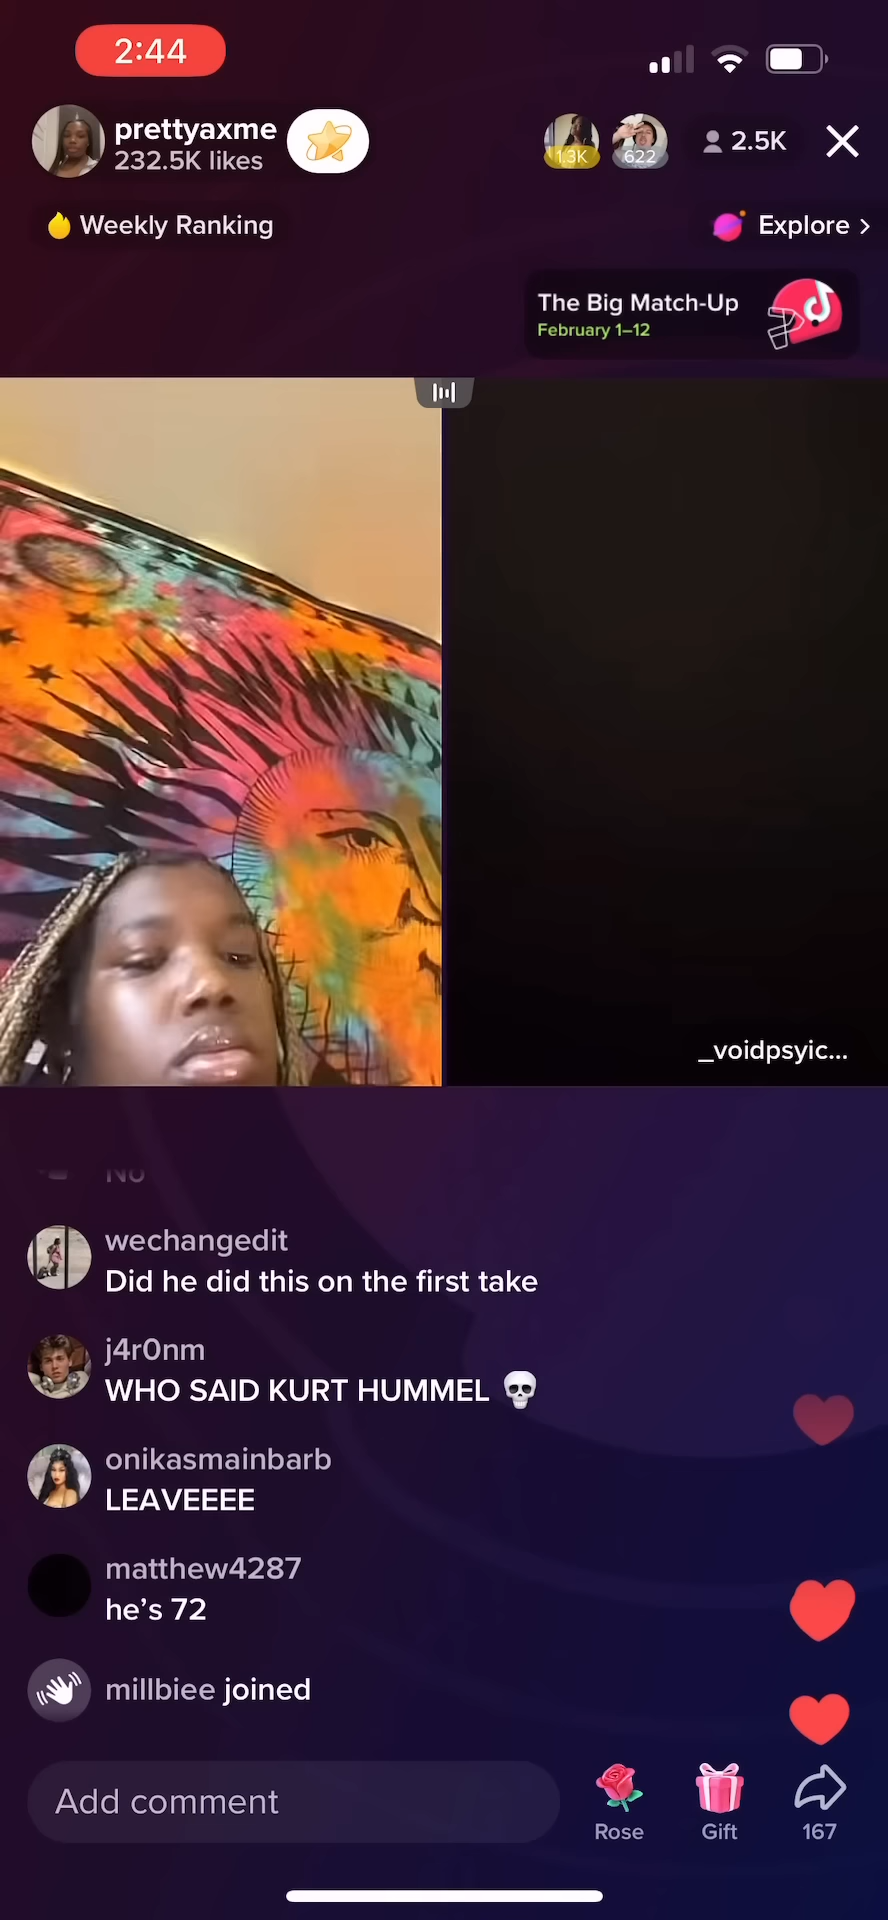 2:44
prettyaxme
232.5K likes
1.3K
622
2.5K
Weekly Ranking
Explore >
The Big Match-Up
February 1–12
_voidpsyic...
No
wechangedit
Did he did this on the first take
j4r0nm
WHO SAID KURT HUMMEL 💀
onikasmainbarb
LEAVEEEE
matthew4287
he’s 72
millbiee joined
Add comment
Rose
Gift
167